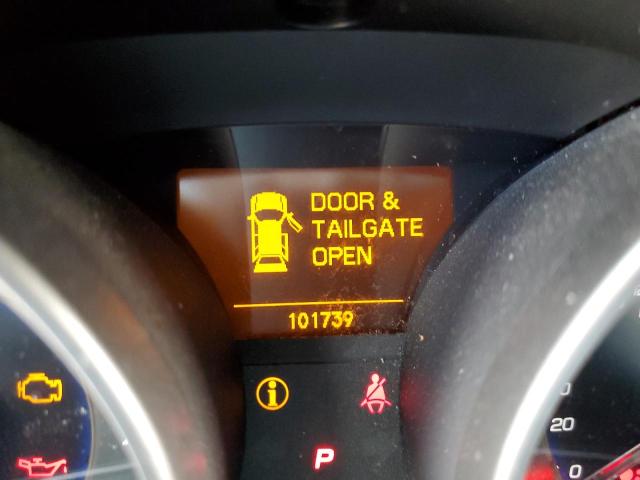 DOOR &
TAILGATE
OPEN
101739
P
20
0